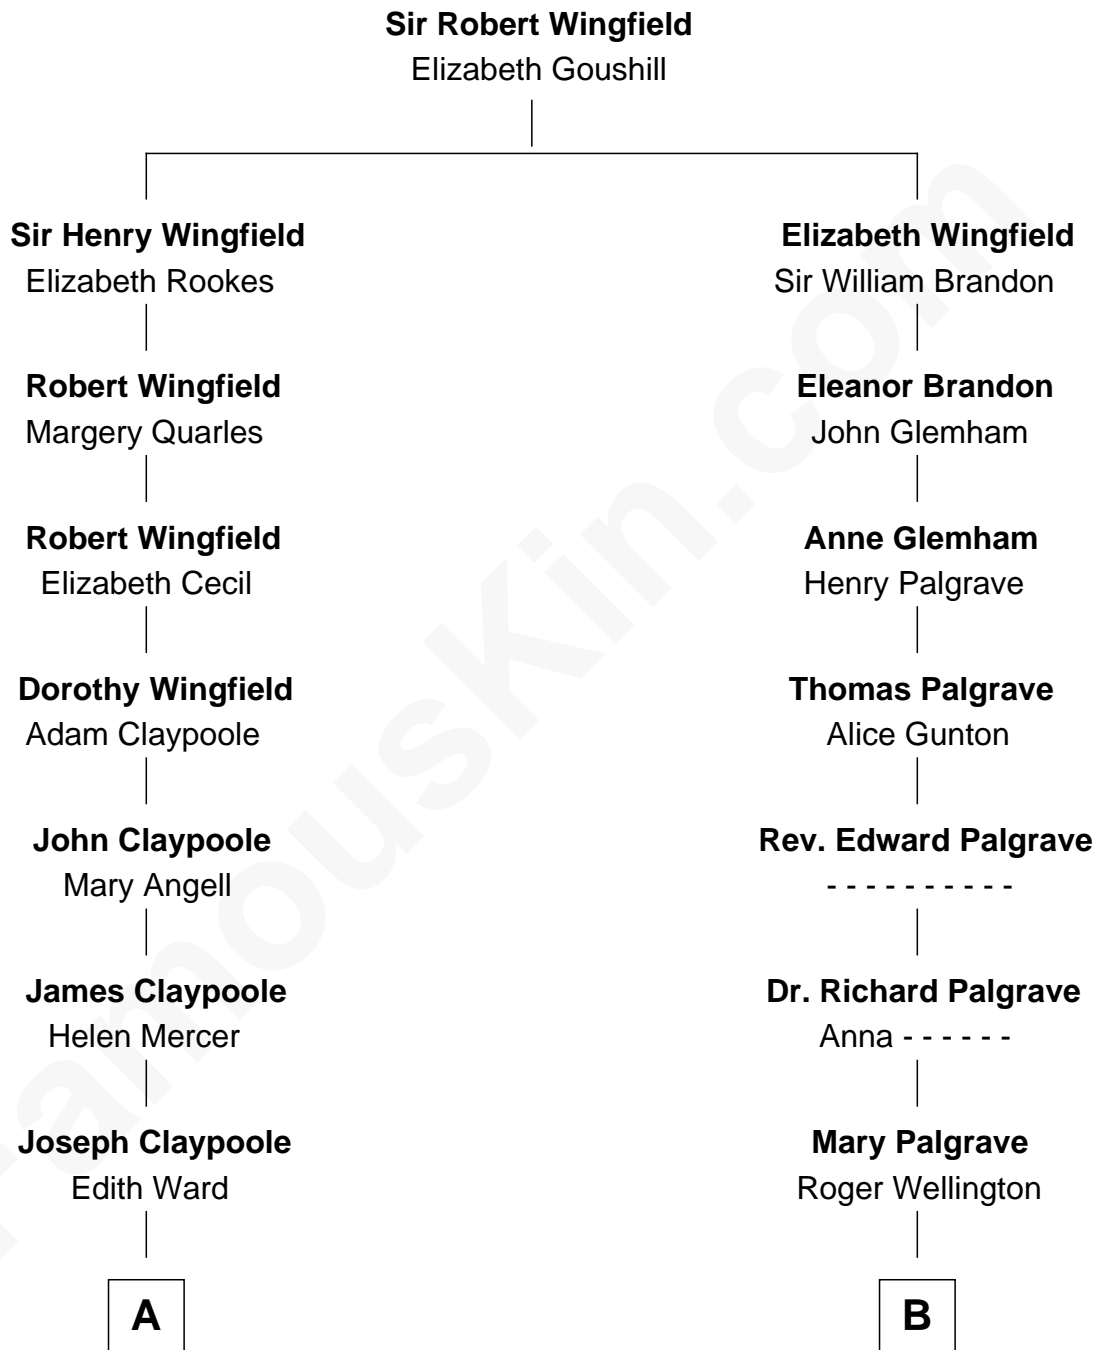 Sir Robert Wingfield
Elizabeth Goushill
Sir Henry Wingfield
Elizabeth Rookes
Elizabeth Wingfield
Sir William Brandon
Robert Wingfield
Margery Quarles
Eleanor Brandon
John Glemham
Robert Wingfield
Elizabeth Cecil
Anne Glemham
Henry Palgrave
Dorothy Wingfield
Adam Claypoole
Thomas Palgrave
Alice Gunton
John Claypoole
Mary Angell
Rev. Edward Palgrave
- - - - - - - - - -
James Claypoole
Helen Mercer
Dr. Richard Palgrave
Anna - - - - - -
Joseph Claypoole
Edith Ward
Mary Palgrave
Roger Wellington
A
B
FamousKin.com